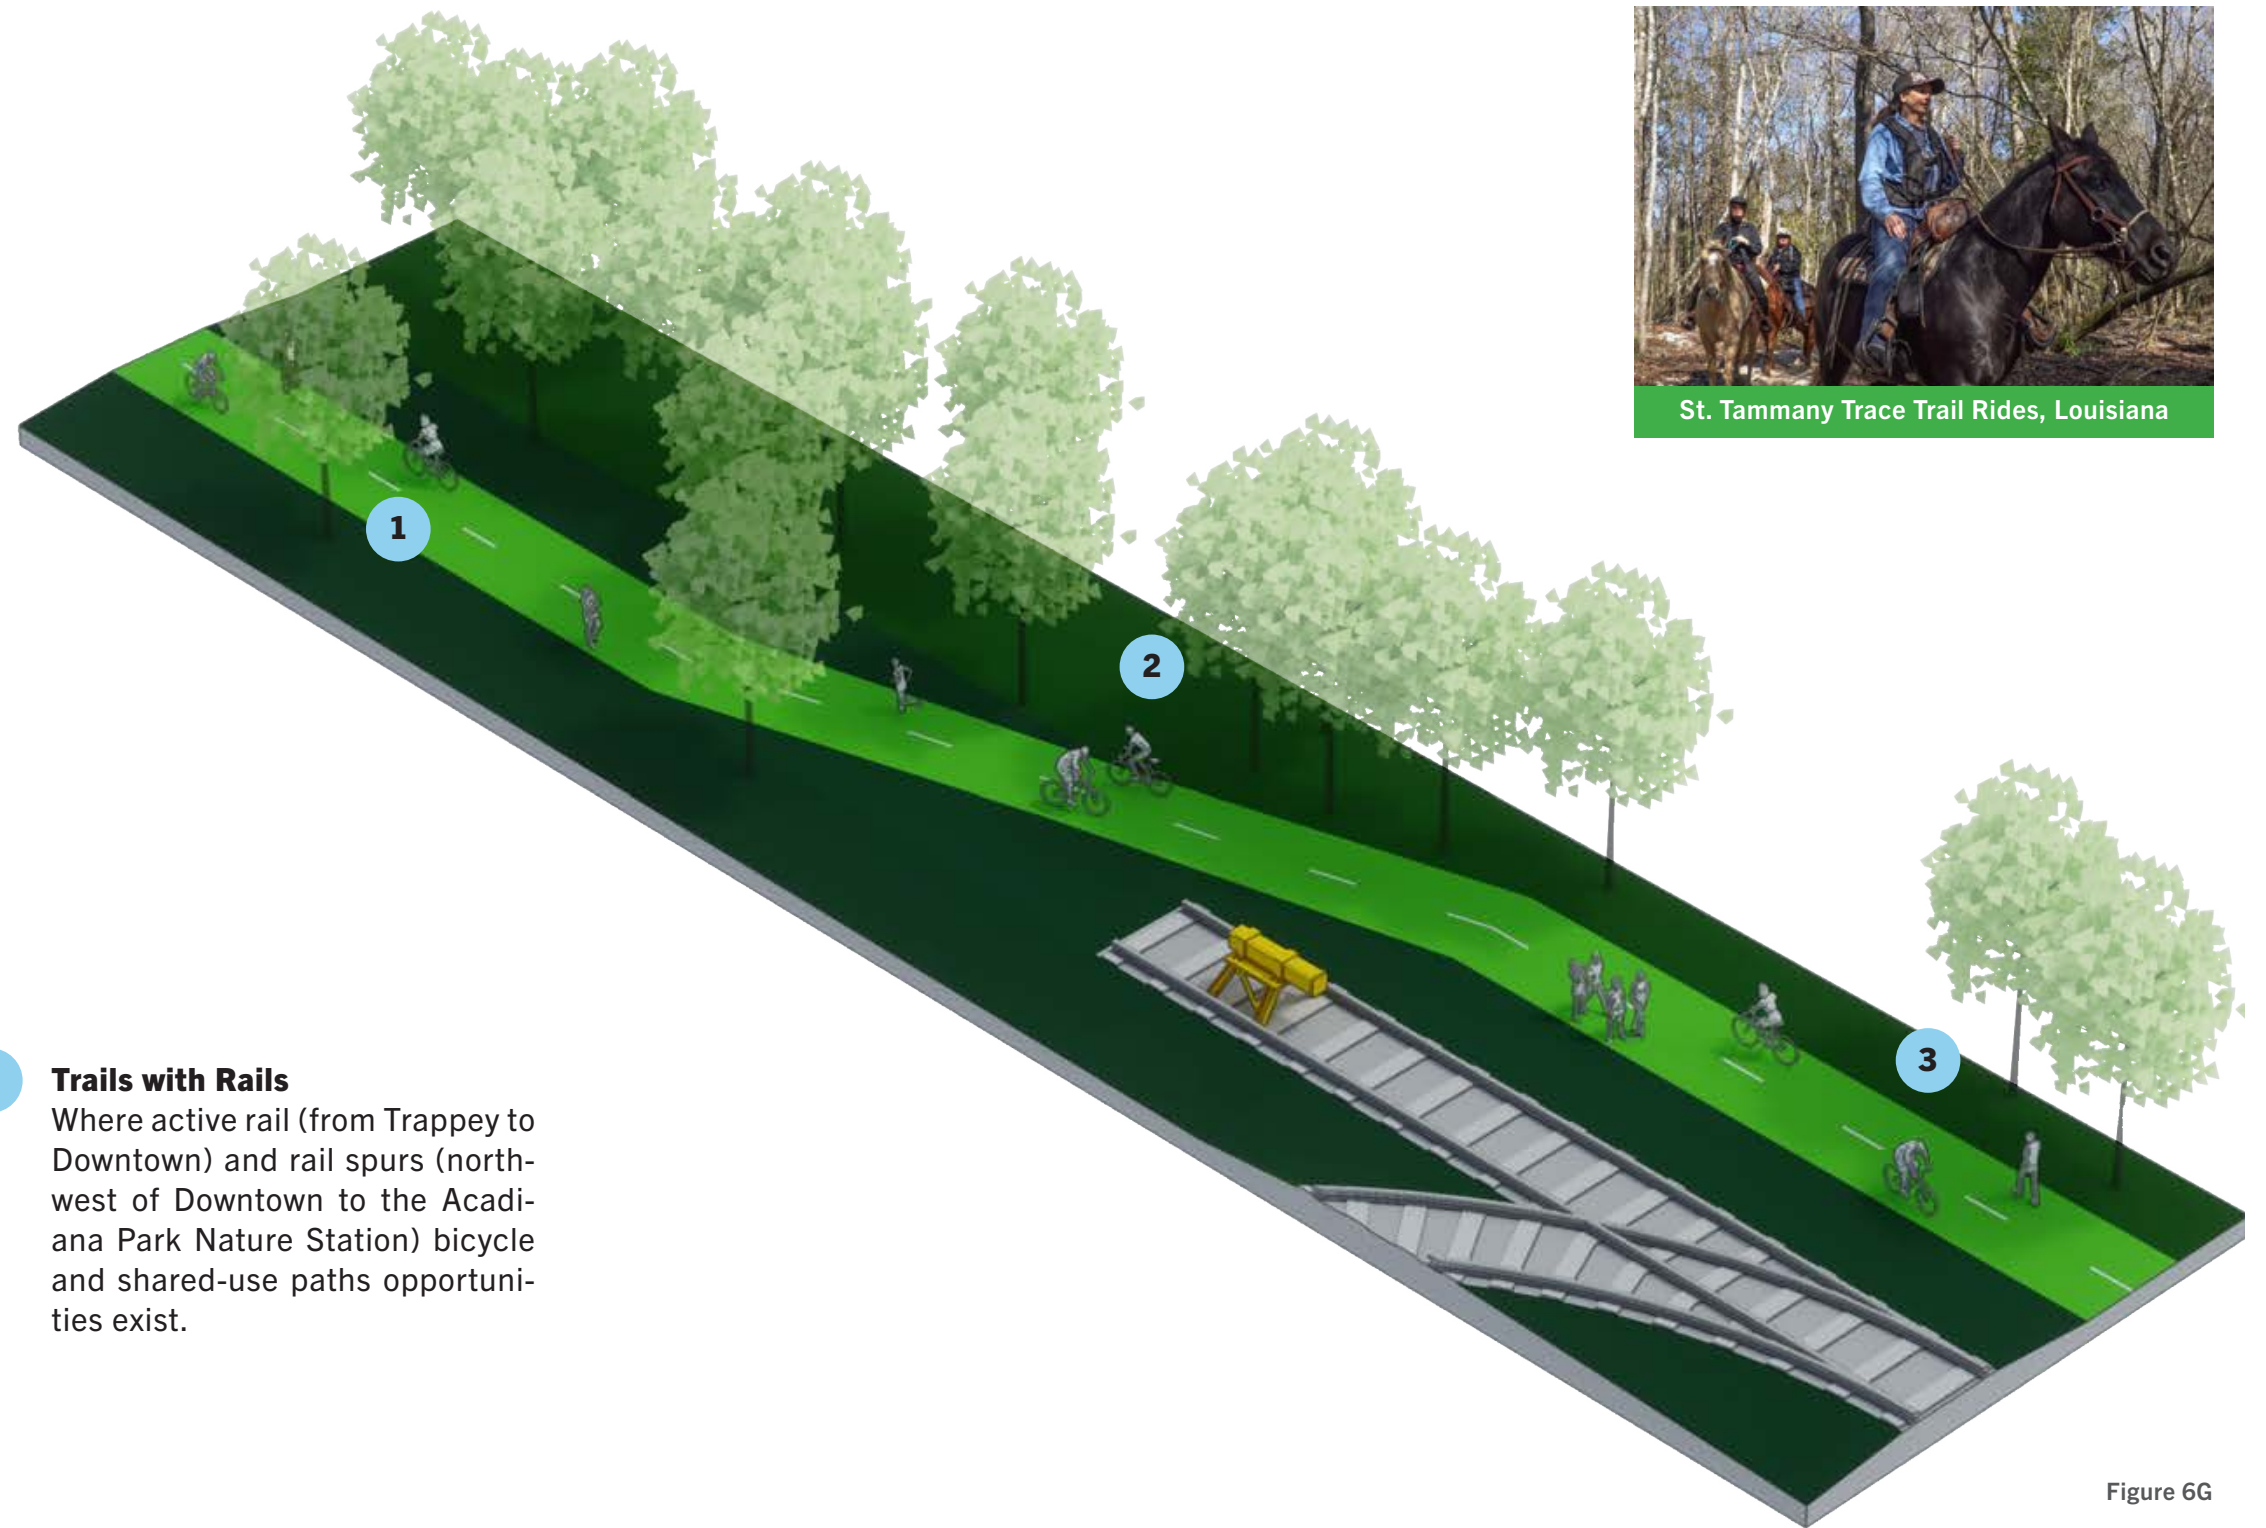 St. Tammany Trace Trail Rides, Louisiana
1
2
3
Trails with Rails
Where active rail (from Trappey to
Downtown) and rail spurs (north-
west of Downtown to the Acadi-
ana Park Nature Station) bicycle
and shared-use paths opportuni-
ties exist.
Figure 6G